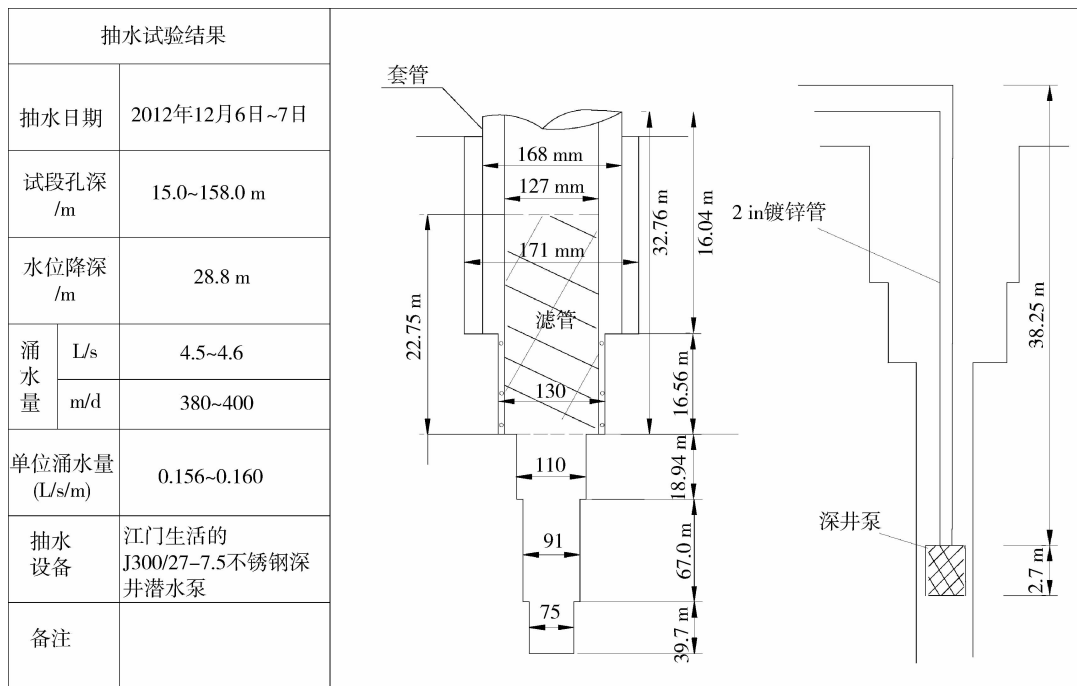 抽水试验结果
抽水日期
2012年12月6日~7日
试段孔深
/m
15.0~158.0 m
水位降深
/m
28.8 m
涌水量
L/s
4.5~4.6
m/d
380~400
单位涌水量
(L/s/m)
0.156~0.160
抽水
设备
江门生活的
J300/27-7.5不锈钢深
井潜水泵
备注
套管
168 mm
127 mm
171 mm
滤管
130
110
91
75
22.75 m
32.76 m
16.04 m
16.56 m
18.94 m
67.0 m
39.7 m
2 in镀锌管
38.25 m
深井泵
2.7 m